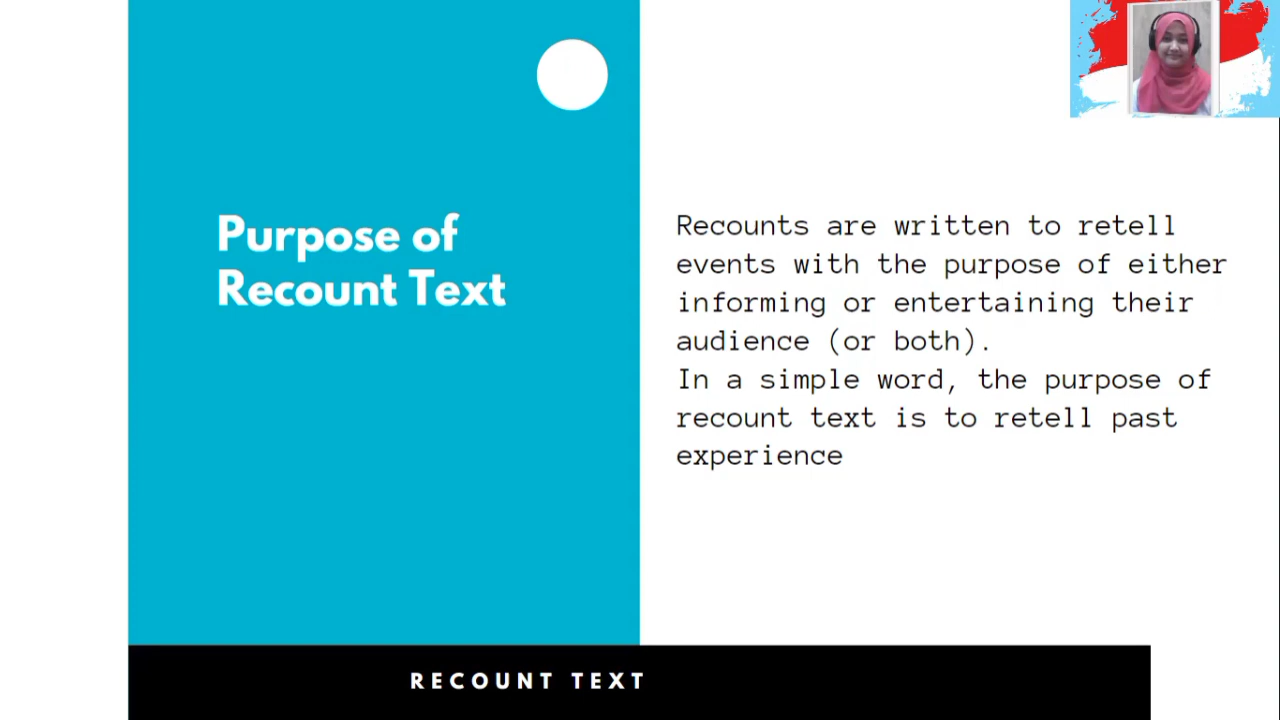 Purpose of
Recount Text
Recounts are written to retell
events with the purpose of either
informing or entertaining their
audience (or both).
In a simple word, the purpose of
recount text is to retell past
experience
RECOUNT TEXT